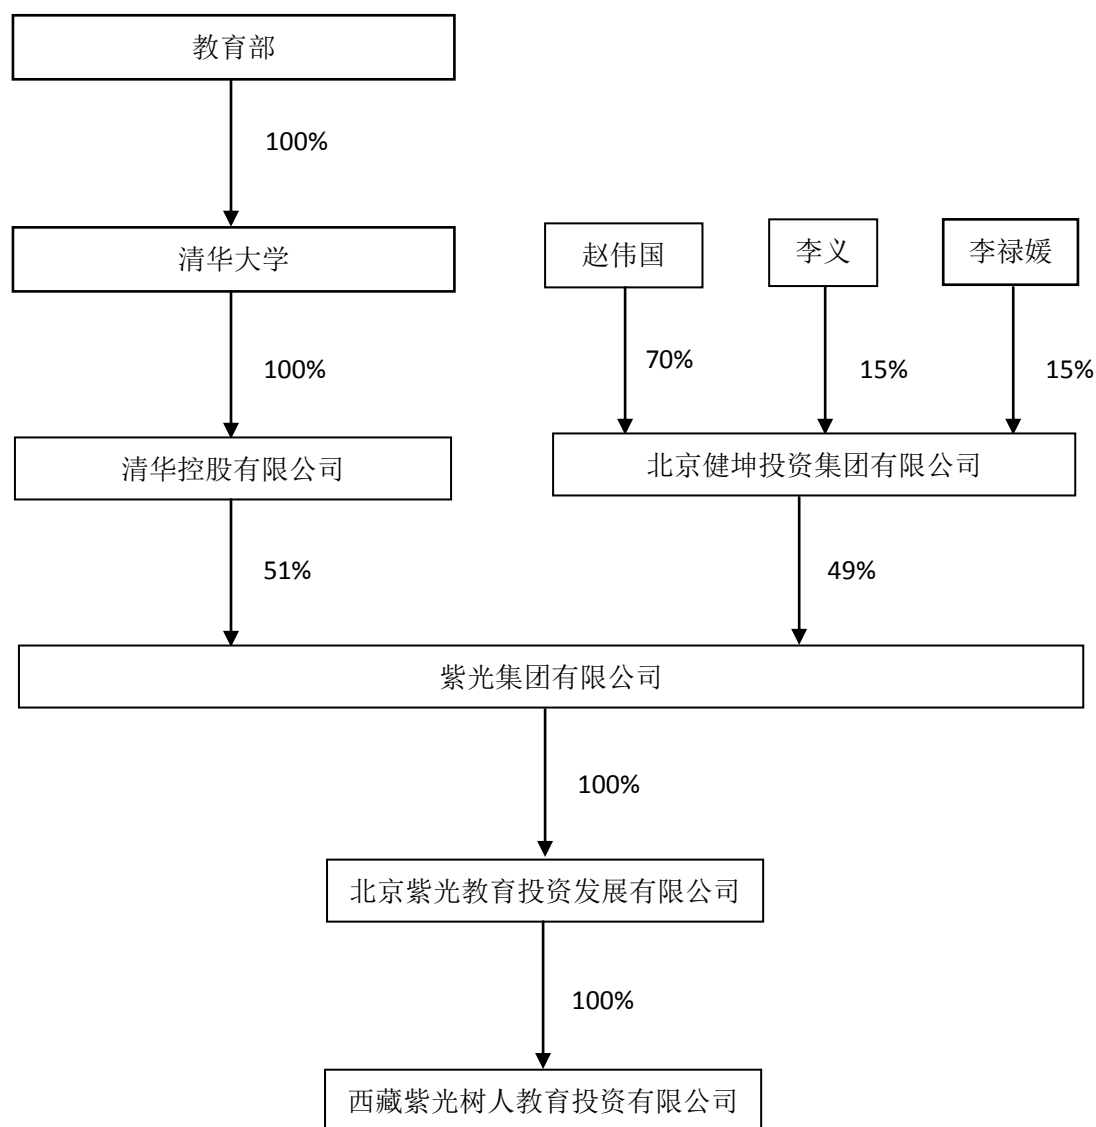 教育部
100%
清华大学
赵伟国
李义
李禄媛
100%
70%
15%
15%
清华控股有限公司
北京健坤投资集团有限公司
51%
49%
紫光集团有限公司
100%
北京紫光教育投资发展有限公司
100%
西藏紫光树人教育投资有限公司